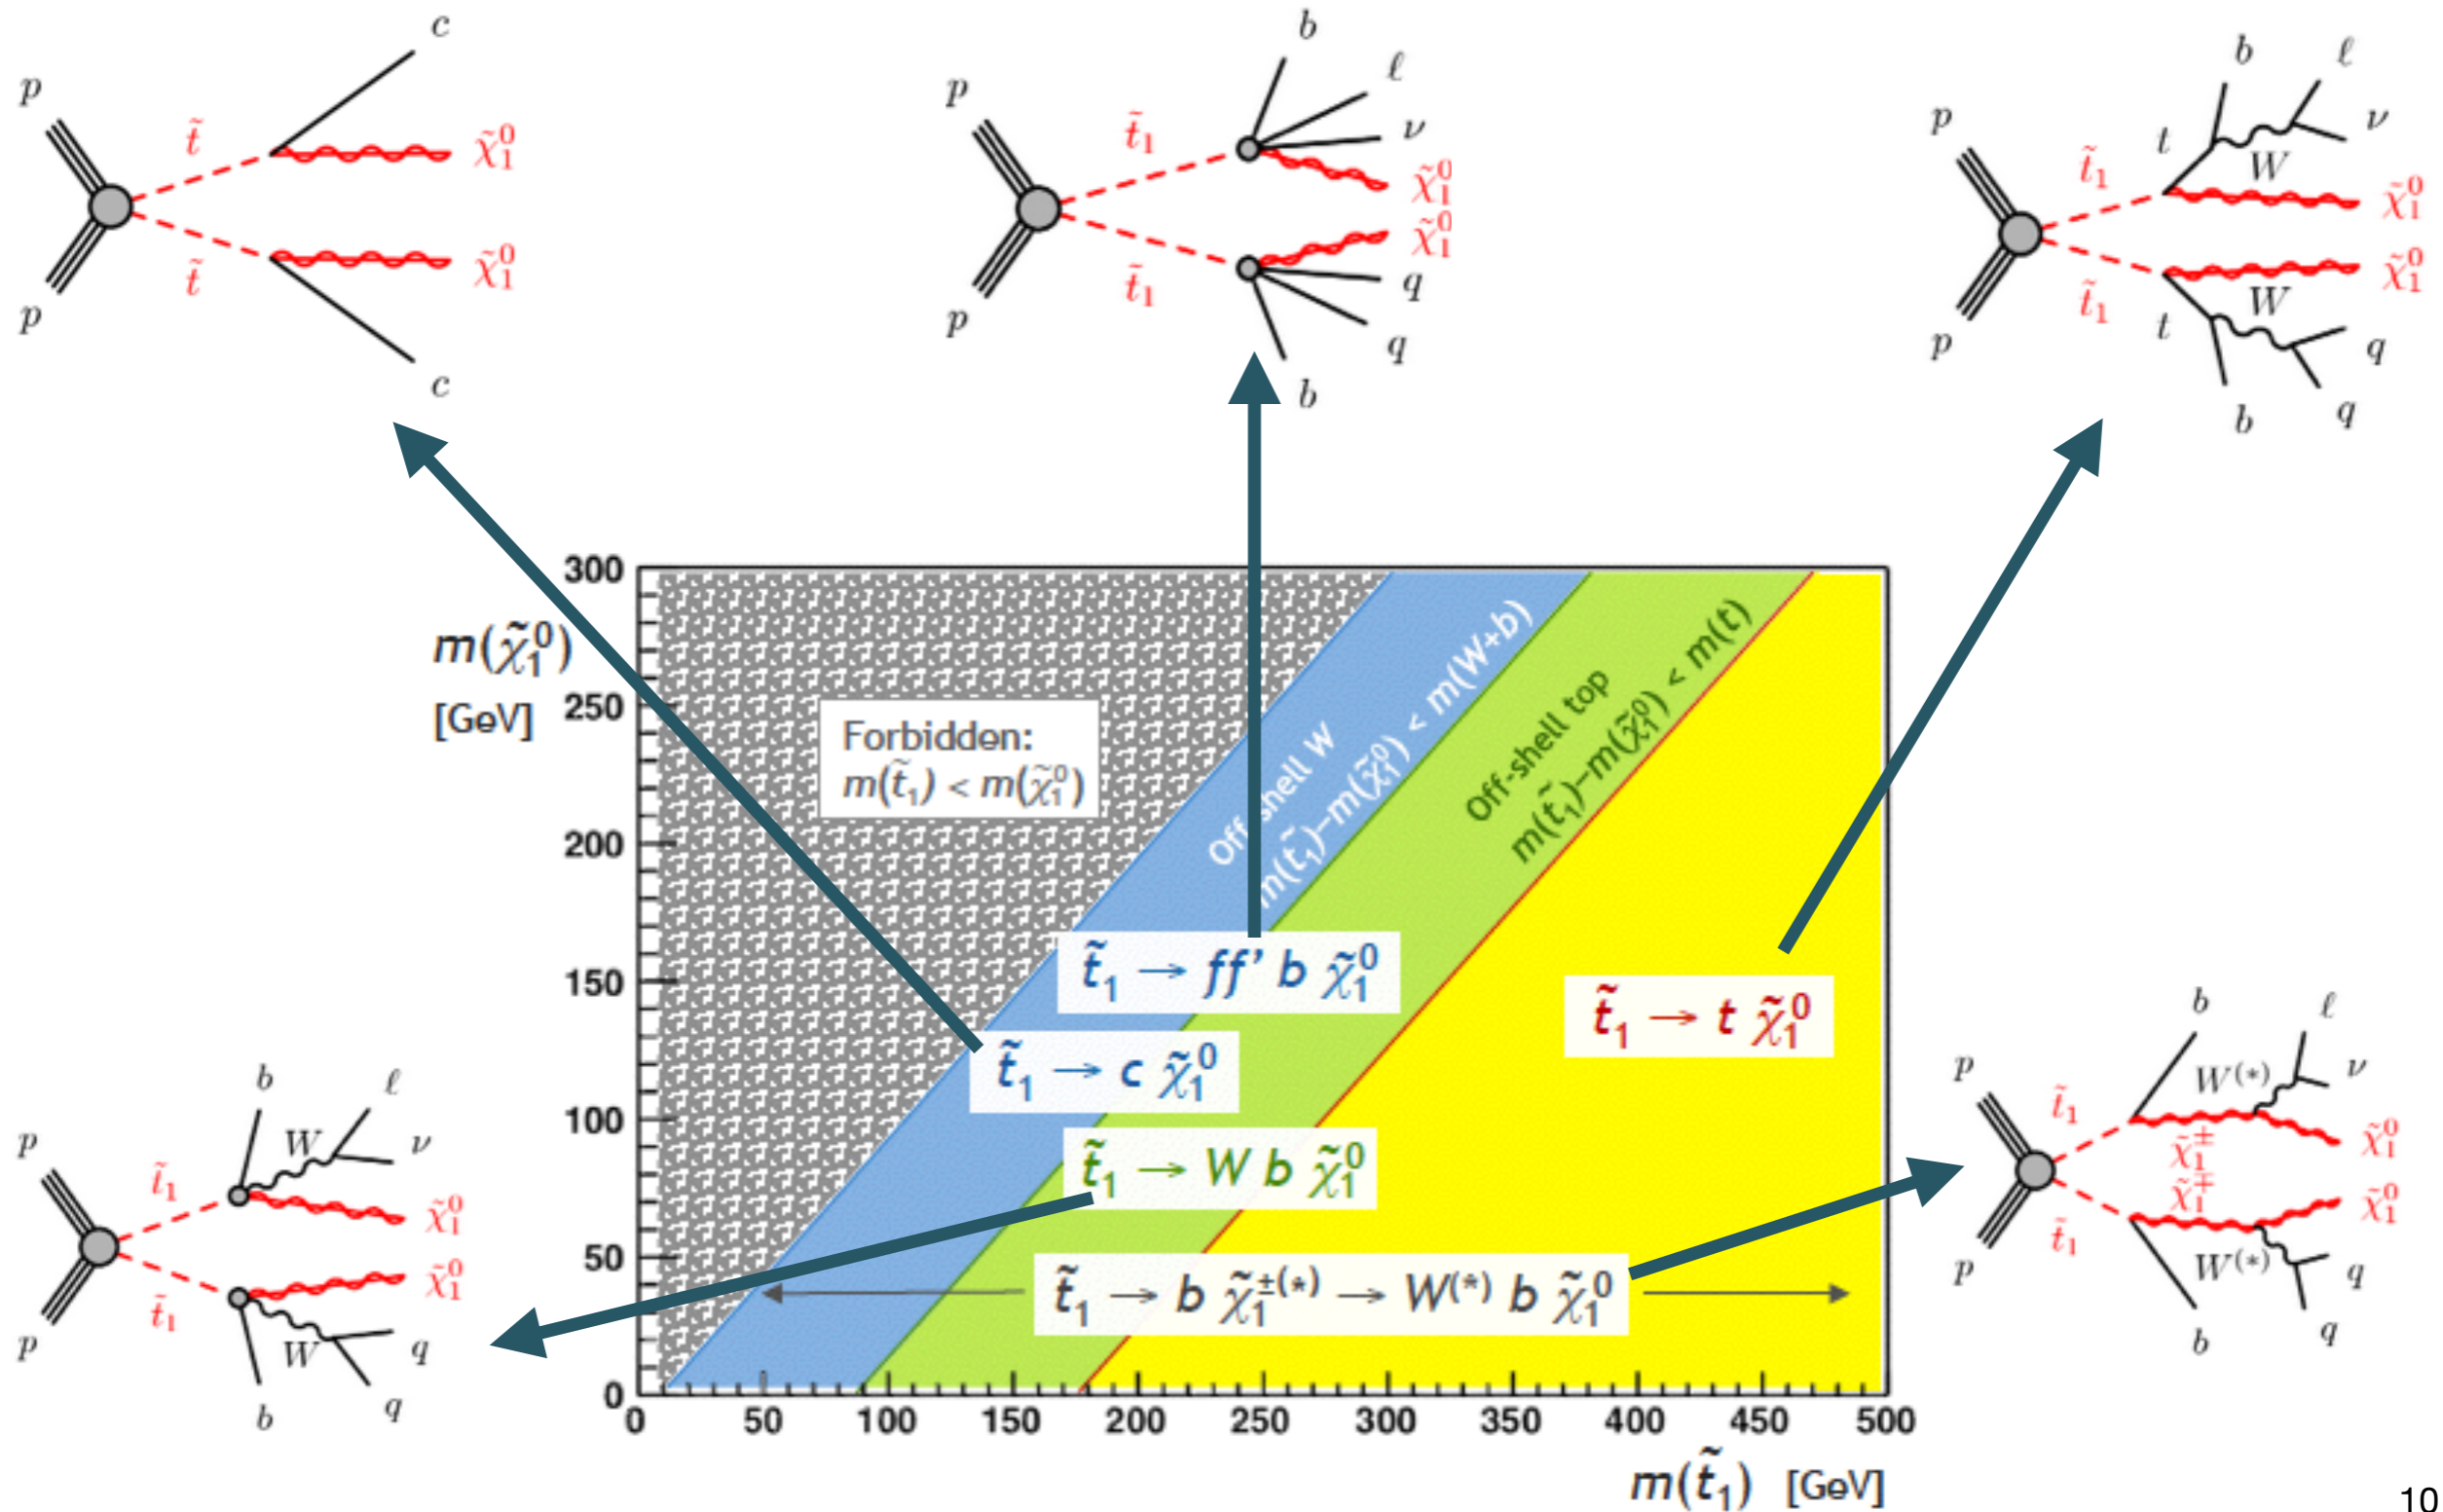 c
p
t̃
χ̃₁⁰
t̃
χ̃₁⁰
p
c
b
ℓ
p
ν
t̃₁
χ̃₁⁰
χ̃₁⁰
t̃₁
q
p
q
b
b
ℓ
p
ν
t
W
t̃₁
χ̃₁⁰
χ̃₁⁰
t̃₁
W
t
p
q
q
b
300
250
200
150
100
50
0
m(χ̃₁⁰)
[GeV]
Forbidden:
m(t̃₁) < m(χ̃₁⁰)
Off-shell W
m(t̃₁)–m(χ̃₁⁰) < m(W+b)
Off-shell top
m(t̃₁)–m(χ̃₁⁰) < m(t)
t̃₁ → ff’ b χ̃₁⁰
t̃₁ → t χ̃₁⁰
t̃₁ → c χ̃₁⁰
t̃₁ → W b χ̃₁⁰
t̃₁ → b χ̃₁±(*) → W(*) b χ̃₁⁰
b
ℓ
p
W
ν
t̃₁
χ̃₁⁰
χ̃₁⁰
t̃₁
p
W
q
q
b
b
ℓ
p
W(*)
ν
t̃₁
χ̃₁±
χ̃₁⁰
χ̃₁∓
χ̃₁⁰
t̃₁
W(*)
p
q
q
b
0 50 100 150 200 250 300 350 400 450 500
m(t̃₁) [GeV]
10